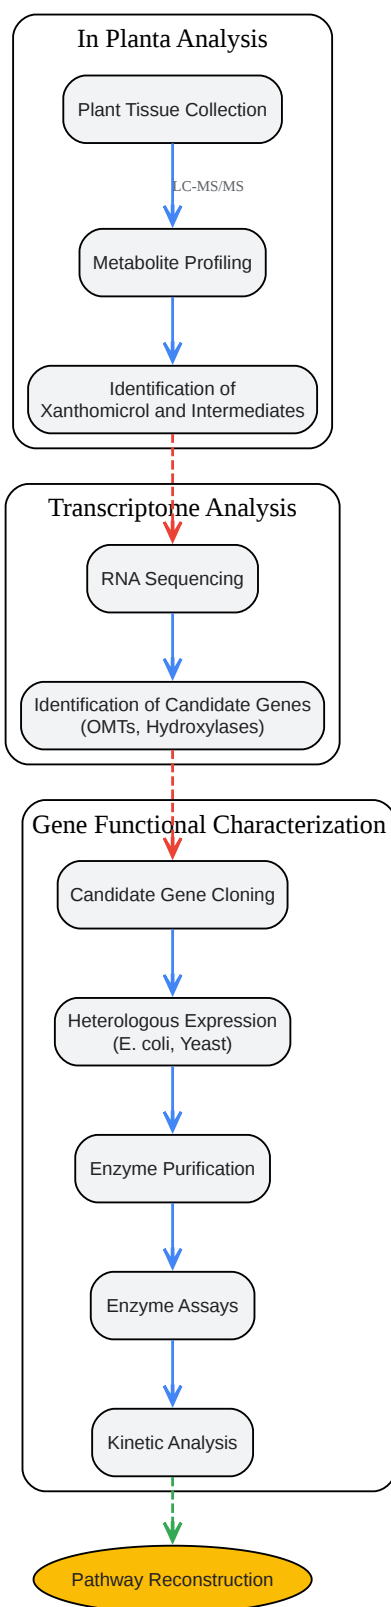 In Planta Analysis
Plant Tissue Collection
LC-MS/MS
Metabolite Profiling
Identification of
Xanthomicrol and Intermediates
Transcriptome Analysis
RNA Sequencing
Identification of Candidate Genes
(OMTs, Hydroxylases)
Gene Functional Characterization
Candidate Gene Cloning
Heterologous Expression
(E. coli, Yeast)
Enzyme Purification
Enzyme Assays
Kinetic Analysis
Pathway Reconstruction